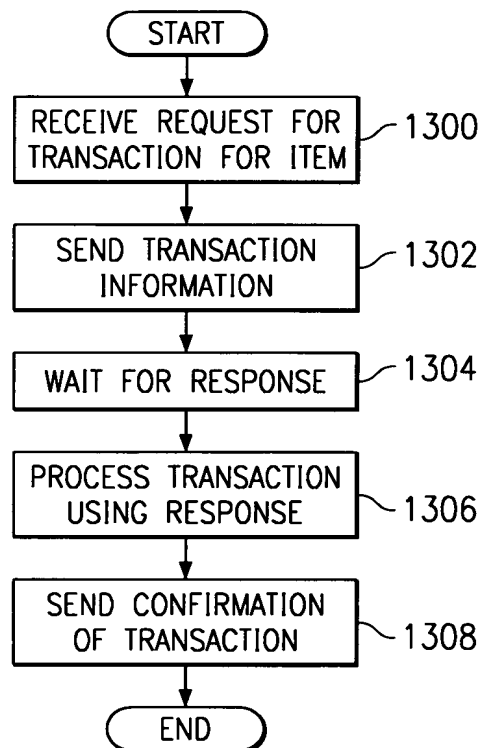 START
RECEIVE REQUEST FOR
TRANSACTION FOR ITEM
1300
SEND TRANSACTION
INFORMATION
1302
WAIT FOR RESPONSE
1304
PROCESS TRANSACTION
USING RESPONSE
1306
SEND CONFIRMATION
OF TRANSACTION
1308
END